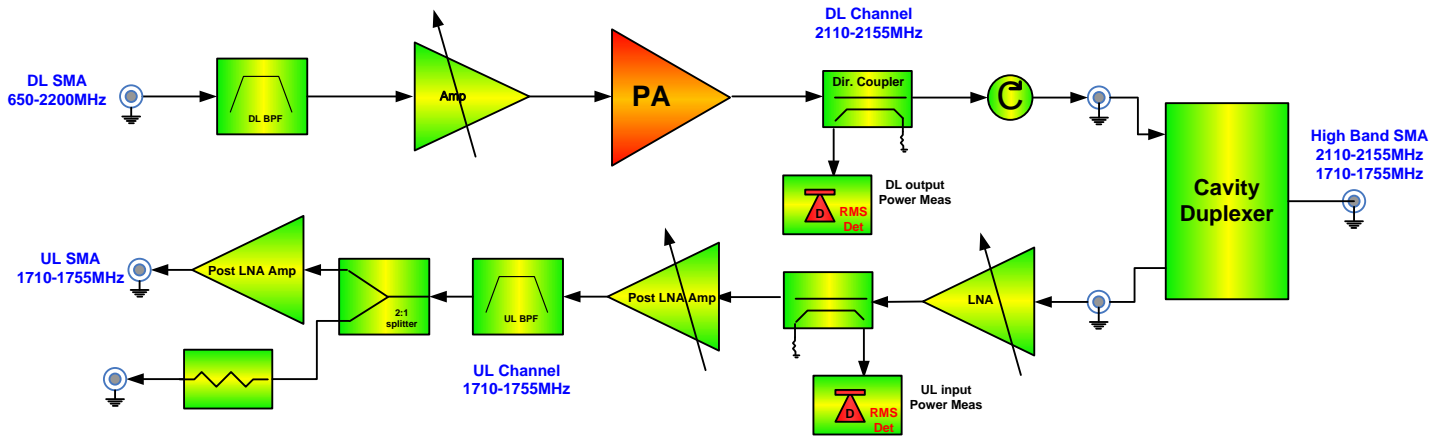 DL Channel
2110-2155MHz
DL SMA
650-2200MHz
DL BPF
Amp
PA
Dir. Coupler
C
High Band SMA
2110-2155MHz
1710-1755MHz
Cavity
Duplexer
D
RMS
Det
DL output
Power Meas
UL SMA
1710-1755MHz
Post LNA Amp
2:1
splitter
UL BPF
Post LNA Amp
LNA
UL Channel
1710-1755MHz
D
RMS
Det
UL input
Power Meas